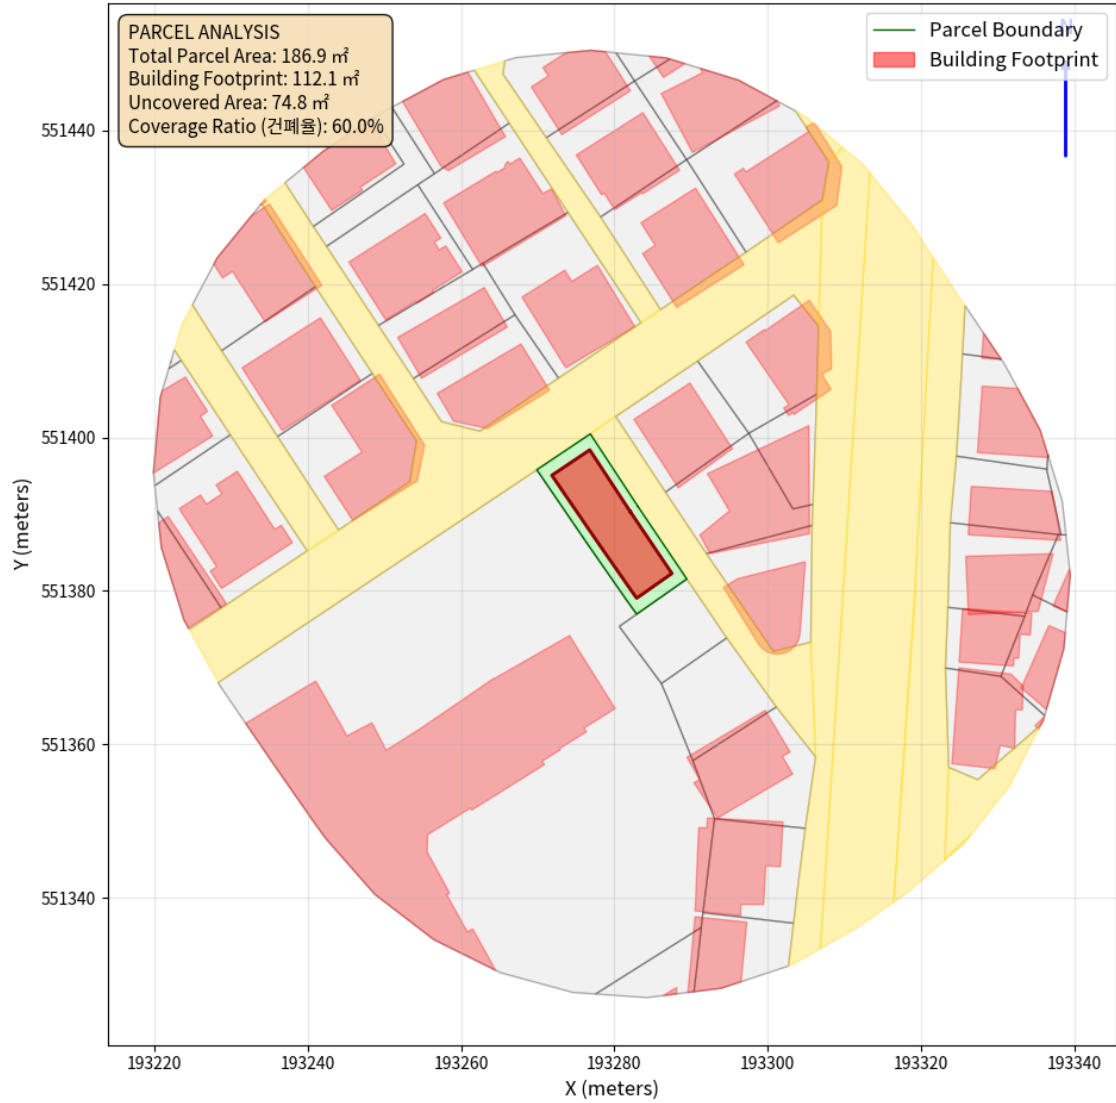 PARCEL ANALYSIS
Total Parcel Area: 186.9 ㎡
Building Footprint: 112.1 ㎡
Uncovered Area: 74.8 ㎡
Coverage Ratio (건폐율): 60.0%
Parcel Boundary
Building Footprint
N
551440
551420
551400
551380
551360
551340
Y (meters)
193220
193240
193260
193280
193300
193320
193340
X (meters)